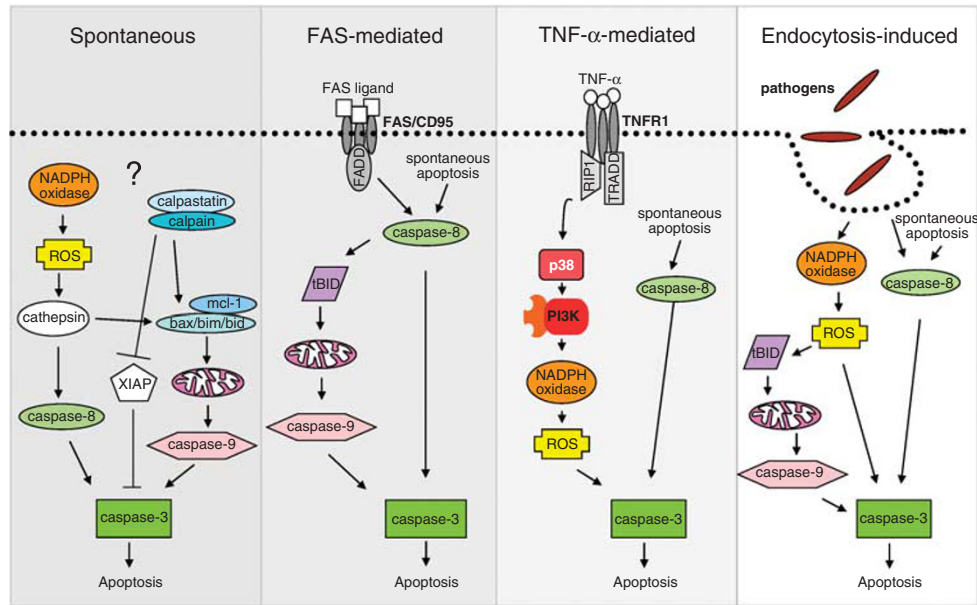 Spontaneous
?
NADPH
oxidase
ROS
cathepsin
caspase-8
calpastatin
calpain
mcl-1
bax/bim/bid
XIAP
caspase-9
caspase-3
Apoptosis
FAS-mediated
FAS ligand
FAS/CD95
FADD
spontaneous
apoptosis
caspase-8
tBID
caspase-9
caspase-3
Apoptosis
TNF-α-mediated
TNF-α
TNFR1
RIP1
TRADD
spontaneous
apoptosis
p38
caspase-8
PI3K
NADPH
oxidase
ROS
caspase-3
Apoptosis
Endocytosis-induced
pathogens
spontaneous
apoptosis
NADPH
oxidase
caspase-8
ROS
tBID
caspase-9
caspase-3
Apoptosis